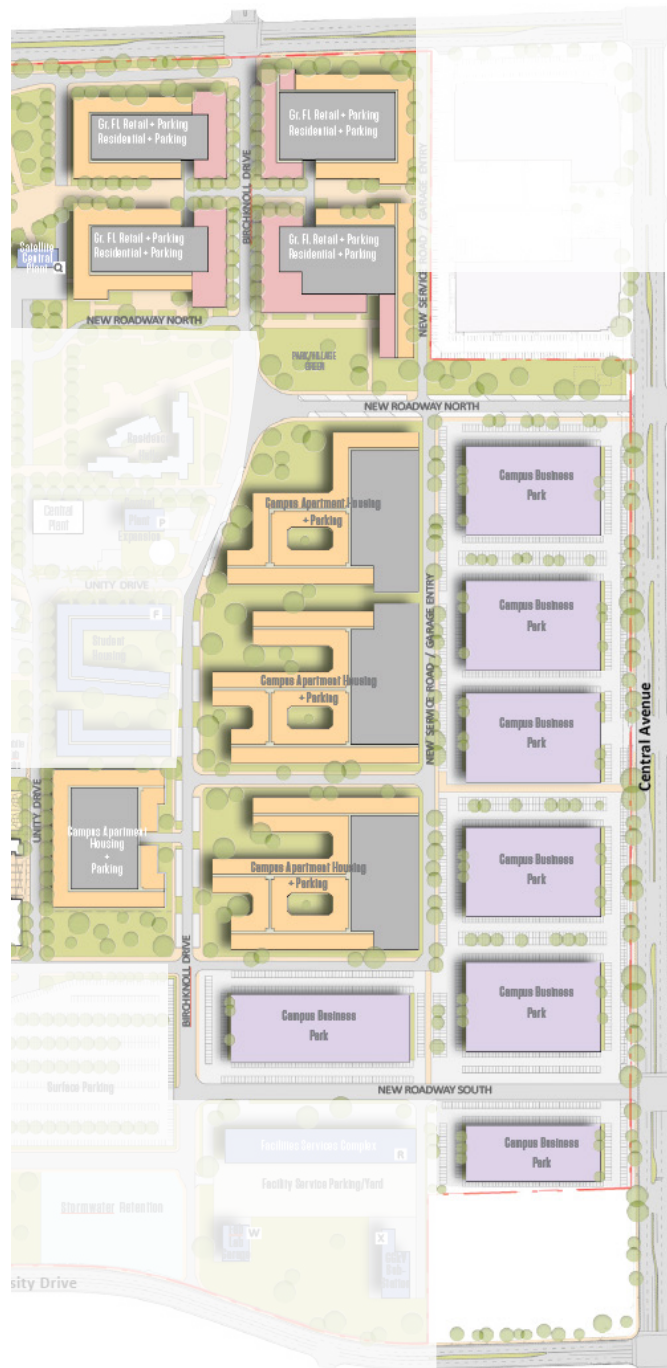 Gr. Fl. Retail + Parking
Residential + Parking
Gr. Fl. Retail + Parking
Residential + Parking
BIRCHKNOLL DRIVE
NEW SERVICE ROAD / GARAGE ENTRY
Gr. Fl. Retail + Parking
Residential + Parking
Gr. Fl. Retail + Parking
Residential + Parking
Satellite
Central
Plant
Q
NEW ROADWAY NORTH
PARK/VILLAGE
GREEN
NEW ROADWAY NORTH
Central
Plant
Plant
Expansion
P
Campus Apartment Housing
+ Parking
Campus Business
Park
UNITY DRIVE
F
Student
Housing
Campus Business
Park
NEW SERVICE ROAD / GARAGE ENTRY
Campus Apartment Housing
+ Parking
Campus Business
Park
Central Avenue
UNITY DRIVE
Campus Apartment
Housing
+
Parking
Campus Apartment Housing
+ Parking
Campus Business
Park
BIRCHKNOLL DRIVE
Campus Business
Park
Campus Business
Park
Surface Parking
NEW ROADWAY SOUTH
Facilities Services Complex
R
Campus Business
Park
Facility Service Parking/Yard
Stormwater Retention
W
X
sity Drive